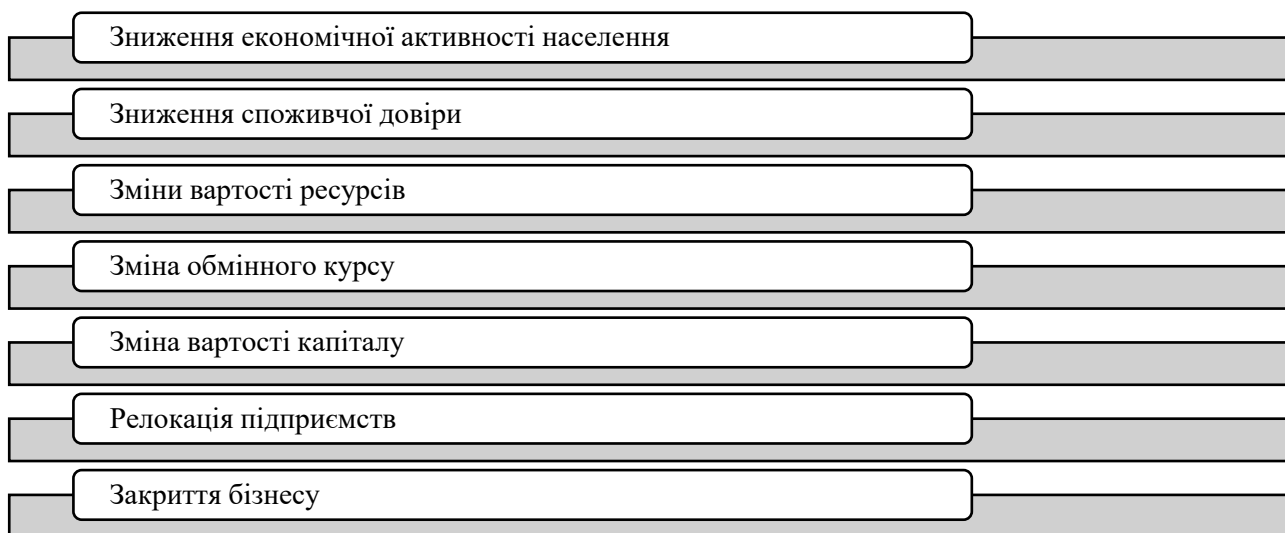 Зниження економічної активності населення
Зниження споживчої довіри
Зміни вартості ресурсів
Зміна обмінного курсу
Зміна вартості капіталу
Релокація підприємств
Закриття бізнесу